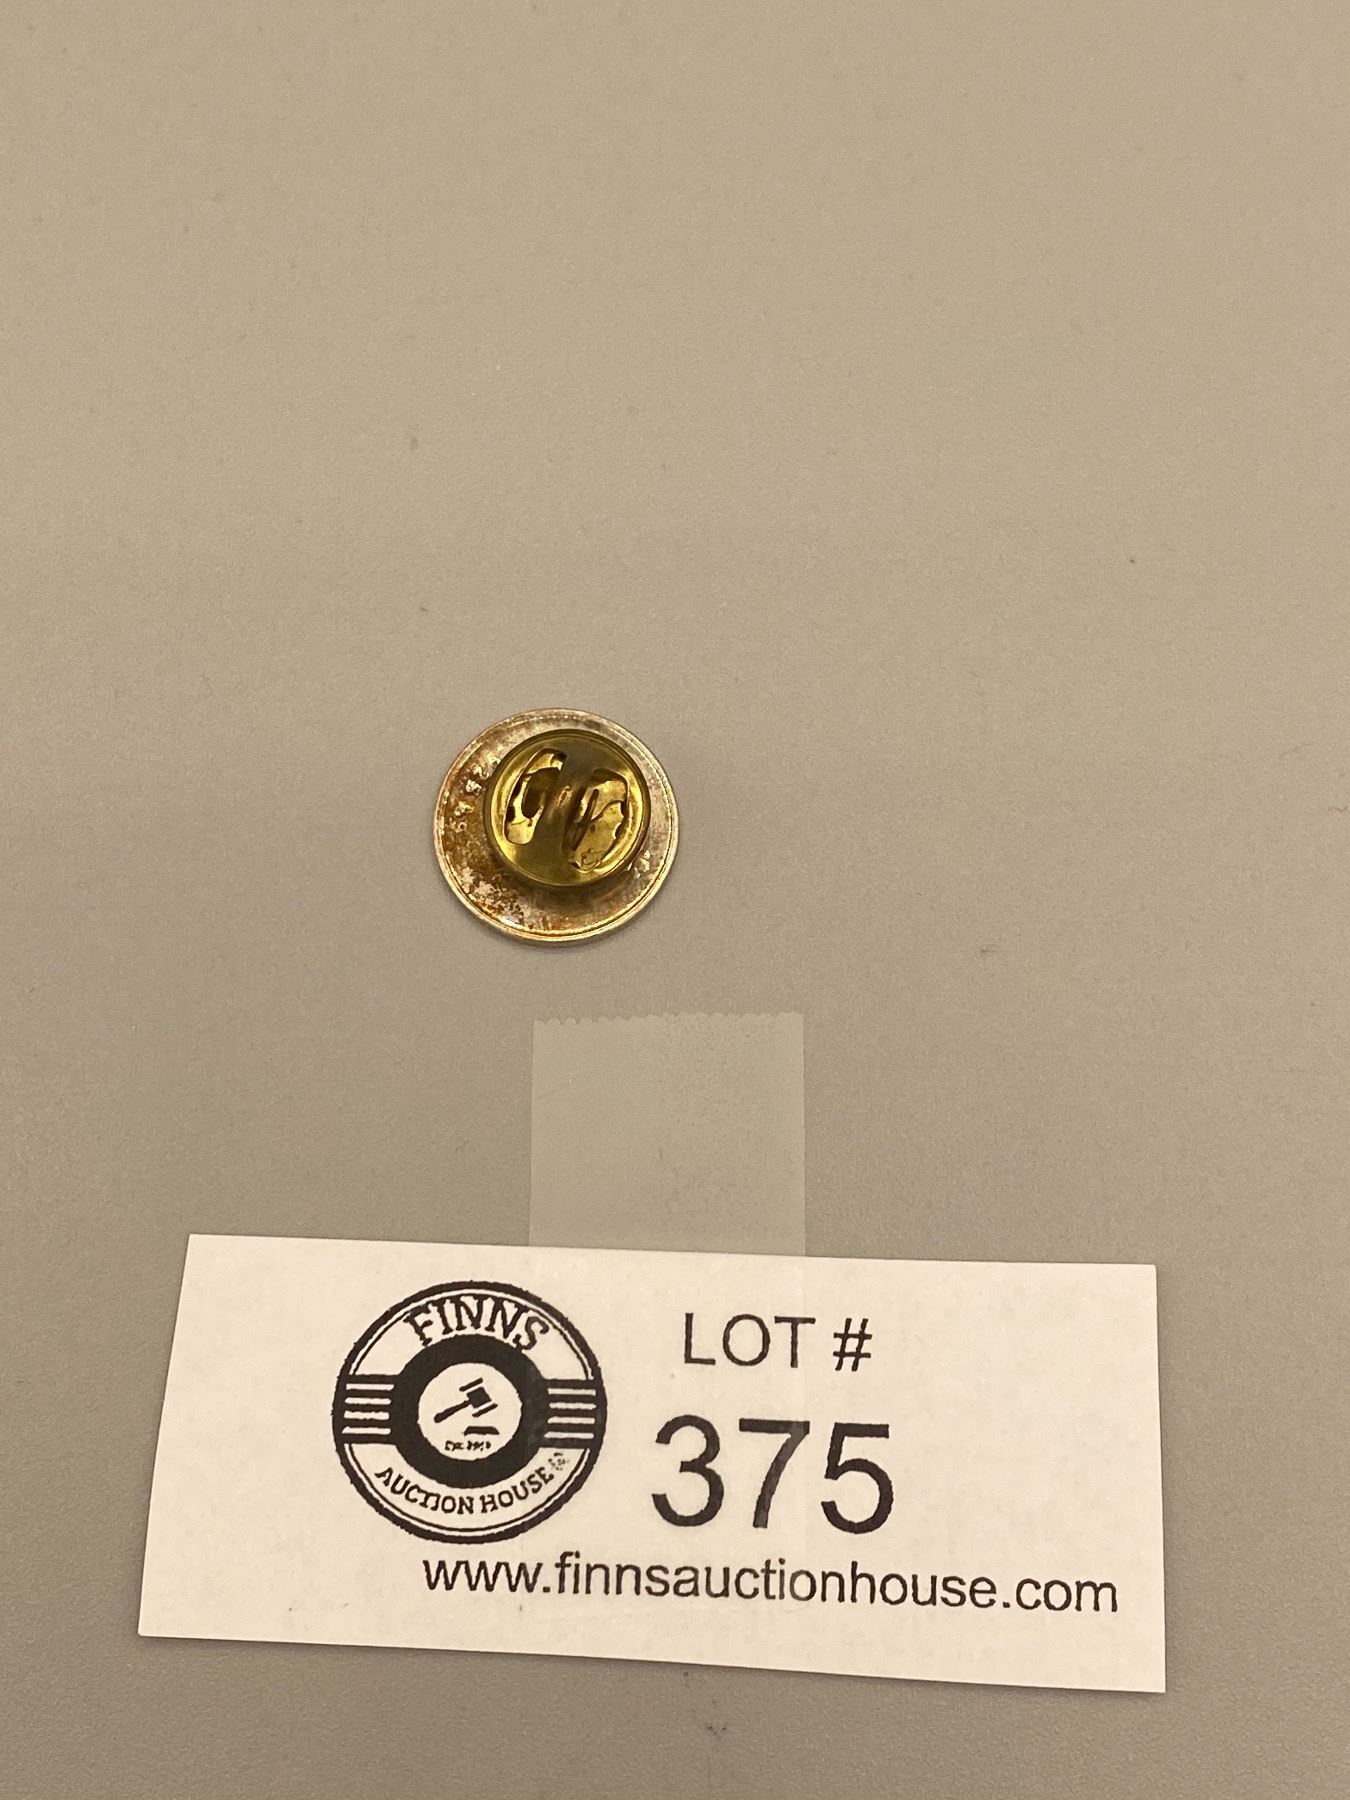 FINNS
AUCTION HOUSE
LOT #
375
www.finnsauctionhouse.com